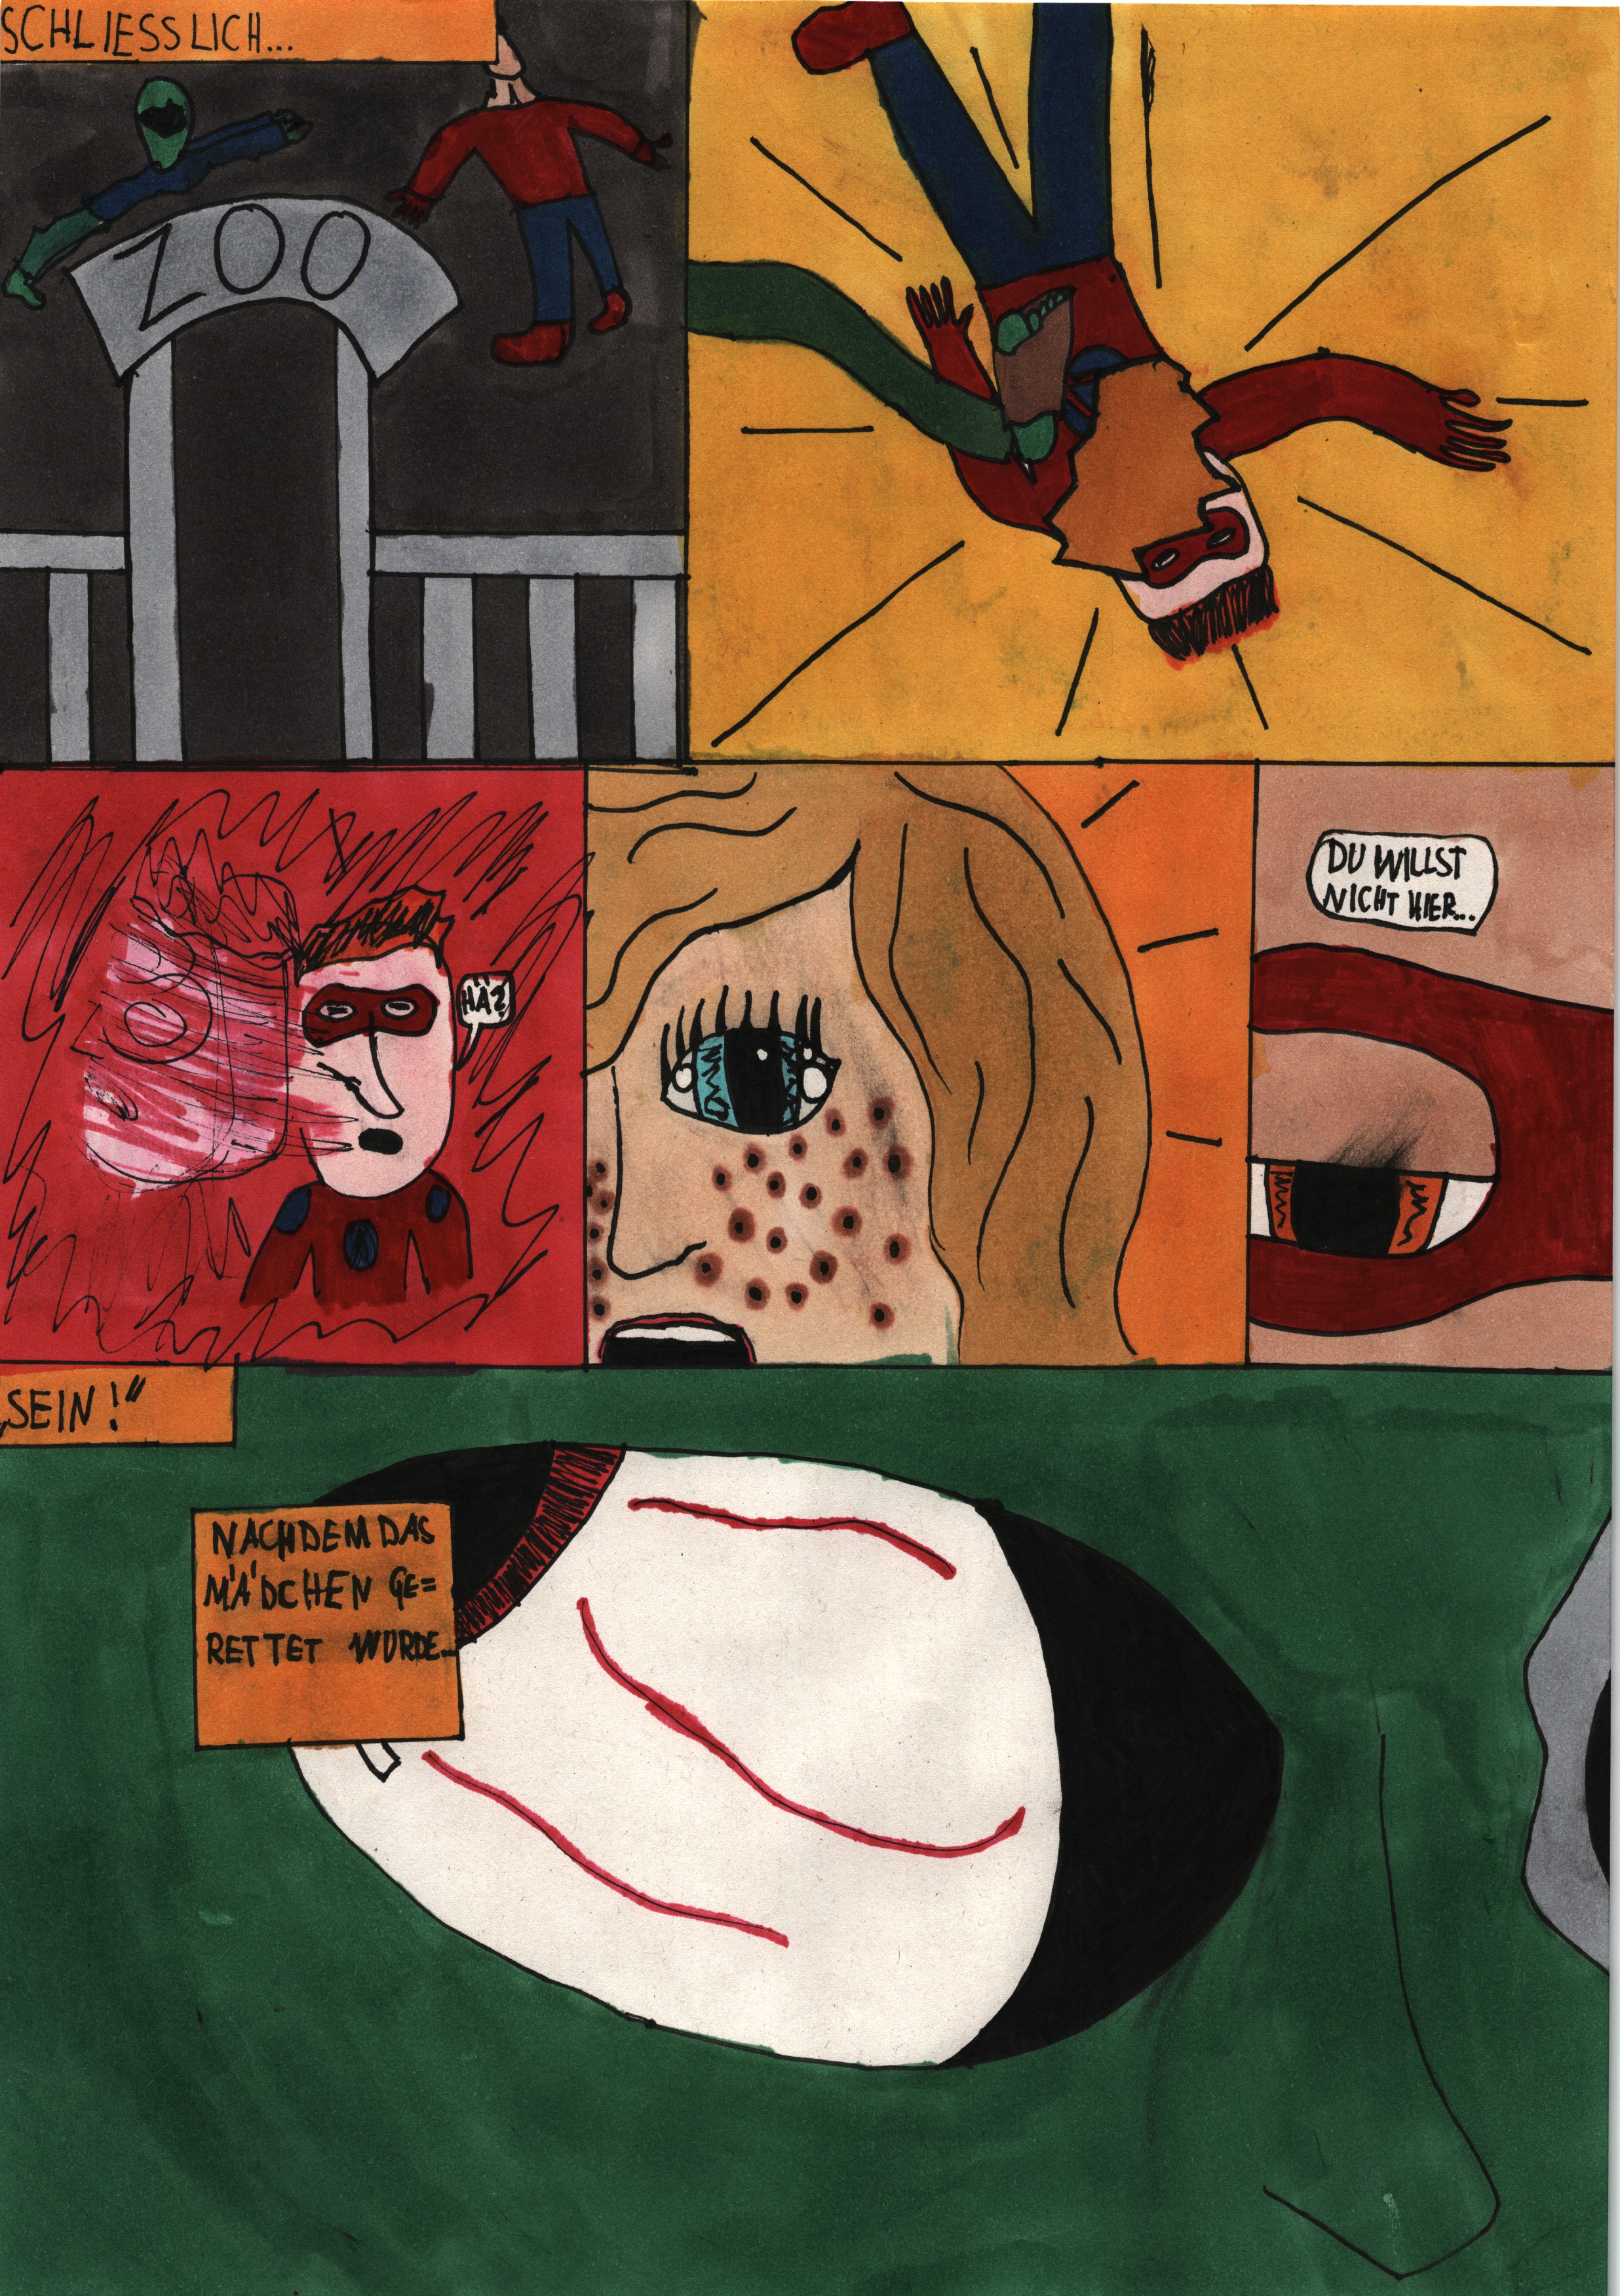 SCHLIESSLICH...
ZOO
HÄ?
DU WILLST
NICHT HIER...
„SEIN!"
NACHDEM DAS
MÄDCHEN GE=
RETTET WURDE...